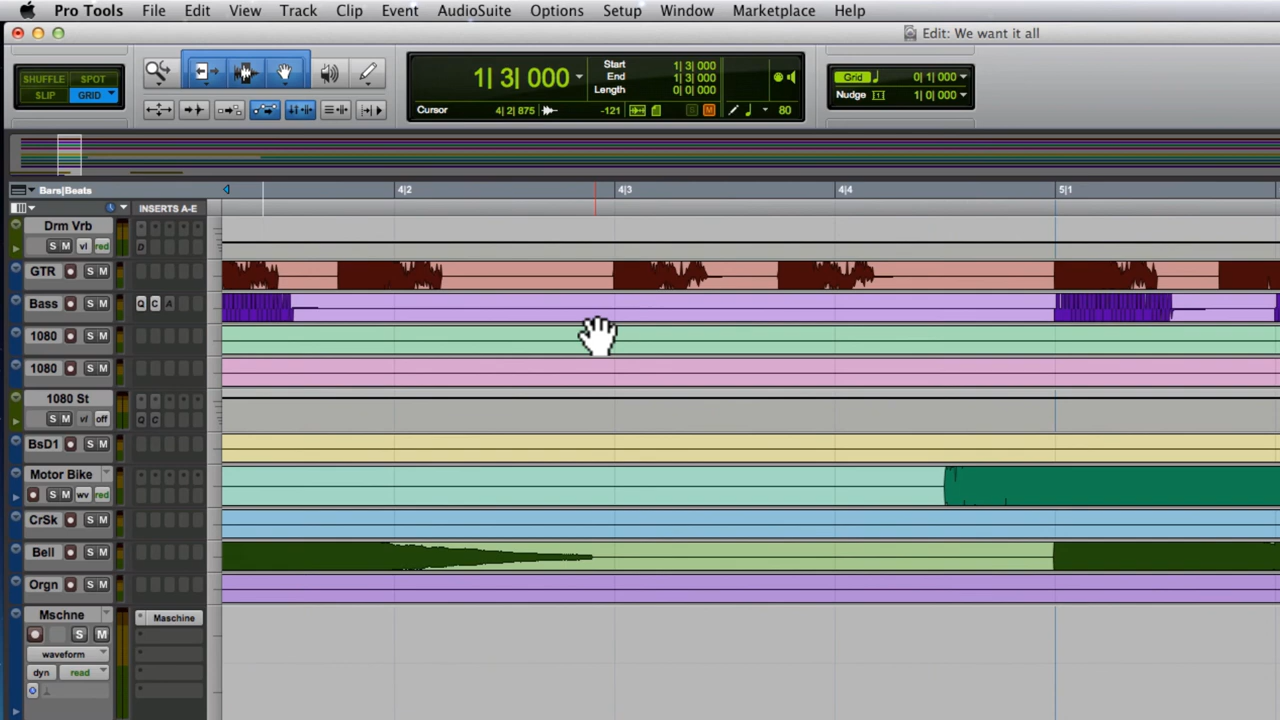 Pro Tools File Edit View Track Clip Event AudioSuite Options Setup Window Marketplace Help
Edit: We want it all
SHUFFLE SPOT
SLIP GRID
1| 3| 000
Start 1| 3| 000
End 1| 3| 000
Length 0| 0| 000
Cursor 4| 2| 875 -121 S M 80
Grid 0| 1| 000
Nudge 1| 0| 000
Bars|Beats 4|2 4|3 4|4 5|1
INSERTS A-E
Drm Vrb
S M vl red D
GTR S M
Bass S M Q C A
1080 S M
1080 S M
1080 St
S M vl off Q C
BsD1 S M
Motor Bike
S M wv red
CrSk S M
Bell S M
Orgn S M
Mschne Maschine
S M
waveform
dyn read